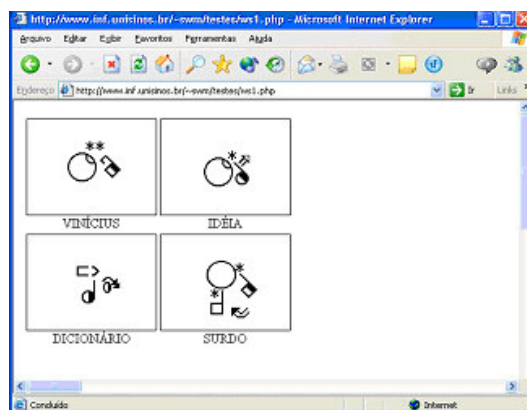 http://www.inf.unisinos.br/~swm/testes/ws1.php - Microsoft Internet Explorer
Arquivo Editar Exibir Favoritos Ferramentas Ajuda
Endereço http://www.inf.unisinos.br/~swm/testes/ws1.php Ir Links
VINÍCIUS IDÉIA
DICIONÁRIO SURDO
Concluído Internet